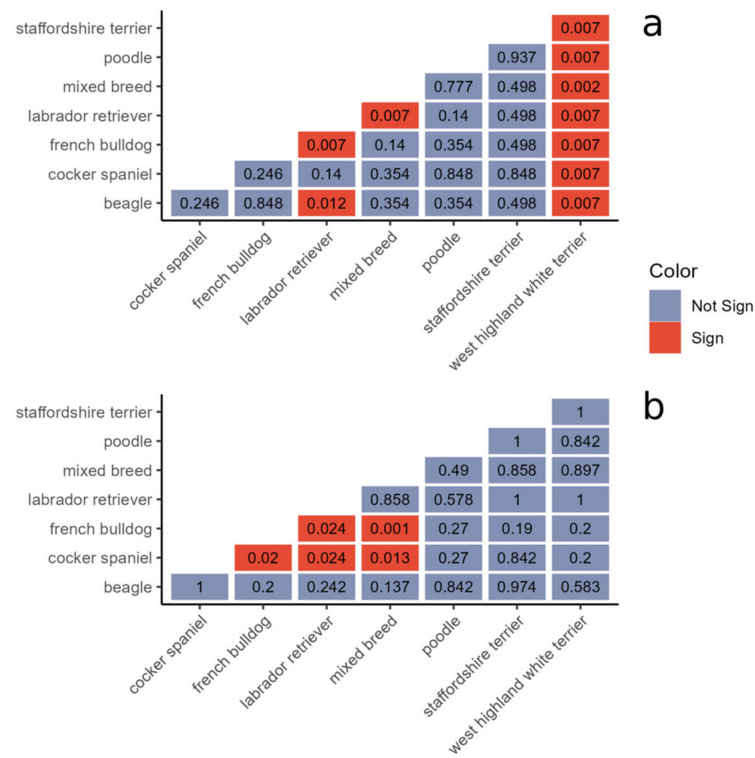 a
staffordshire terrier 0.007
poodle 0.937 0.007
mixed breed 0.777 0.498 0.002
labrador retriever 0.007 0.14 0.498 0.007
french bulldog 0.007 0.14 0.354 0.498 0.007
cocker spaniel 0.246 0.14 0.354 0.848 0.848 0.007
beagle 0.246 0.848 0.012 0.354 0.354 0.498 0.007
cocker spaniel
french bulldog
labrador retriever
mixed breed
poodle
staffordshire terrier
west highland white terrier
Color
Not Sign
Sign
b
staffordshire terrier 1
poodle 1 0.842
mixed breed 0.49 0.858 0.897
labrador retriever 0.858 0.578 1 1
french bulldog 0.024 0.001 0.27 0.19 0.2
cocker spaniel 0.02 0.024 0.013 0.27 0.842 0.2
beagle 1 0.2 0.242 0.137 0.842 0.974 0.583
cocker spaniel
french bulldog
labrador retriever
mixed breed
poodle
staffordshire terrier
west highland white terrier